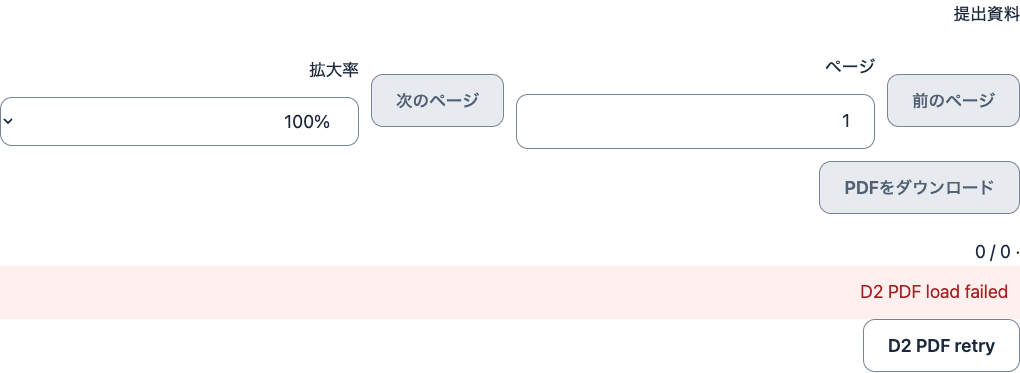 提出資料
前のページ
ページ
1
次のページ
拡大率
100%
PDFをダウンロード
0 / 0 ·
D2 PDF load failed
D2 PDF retry